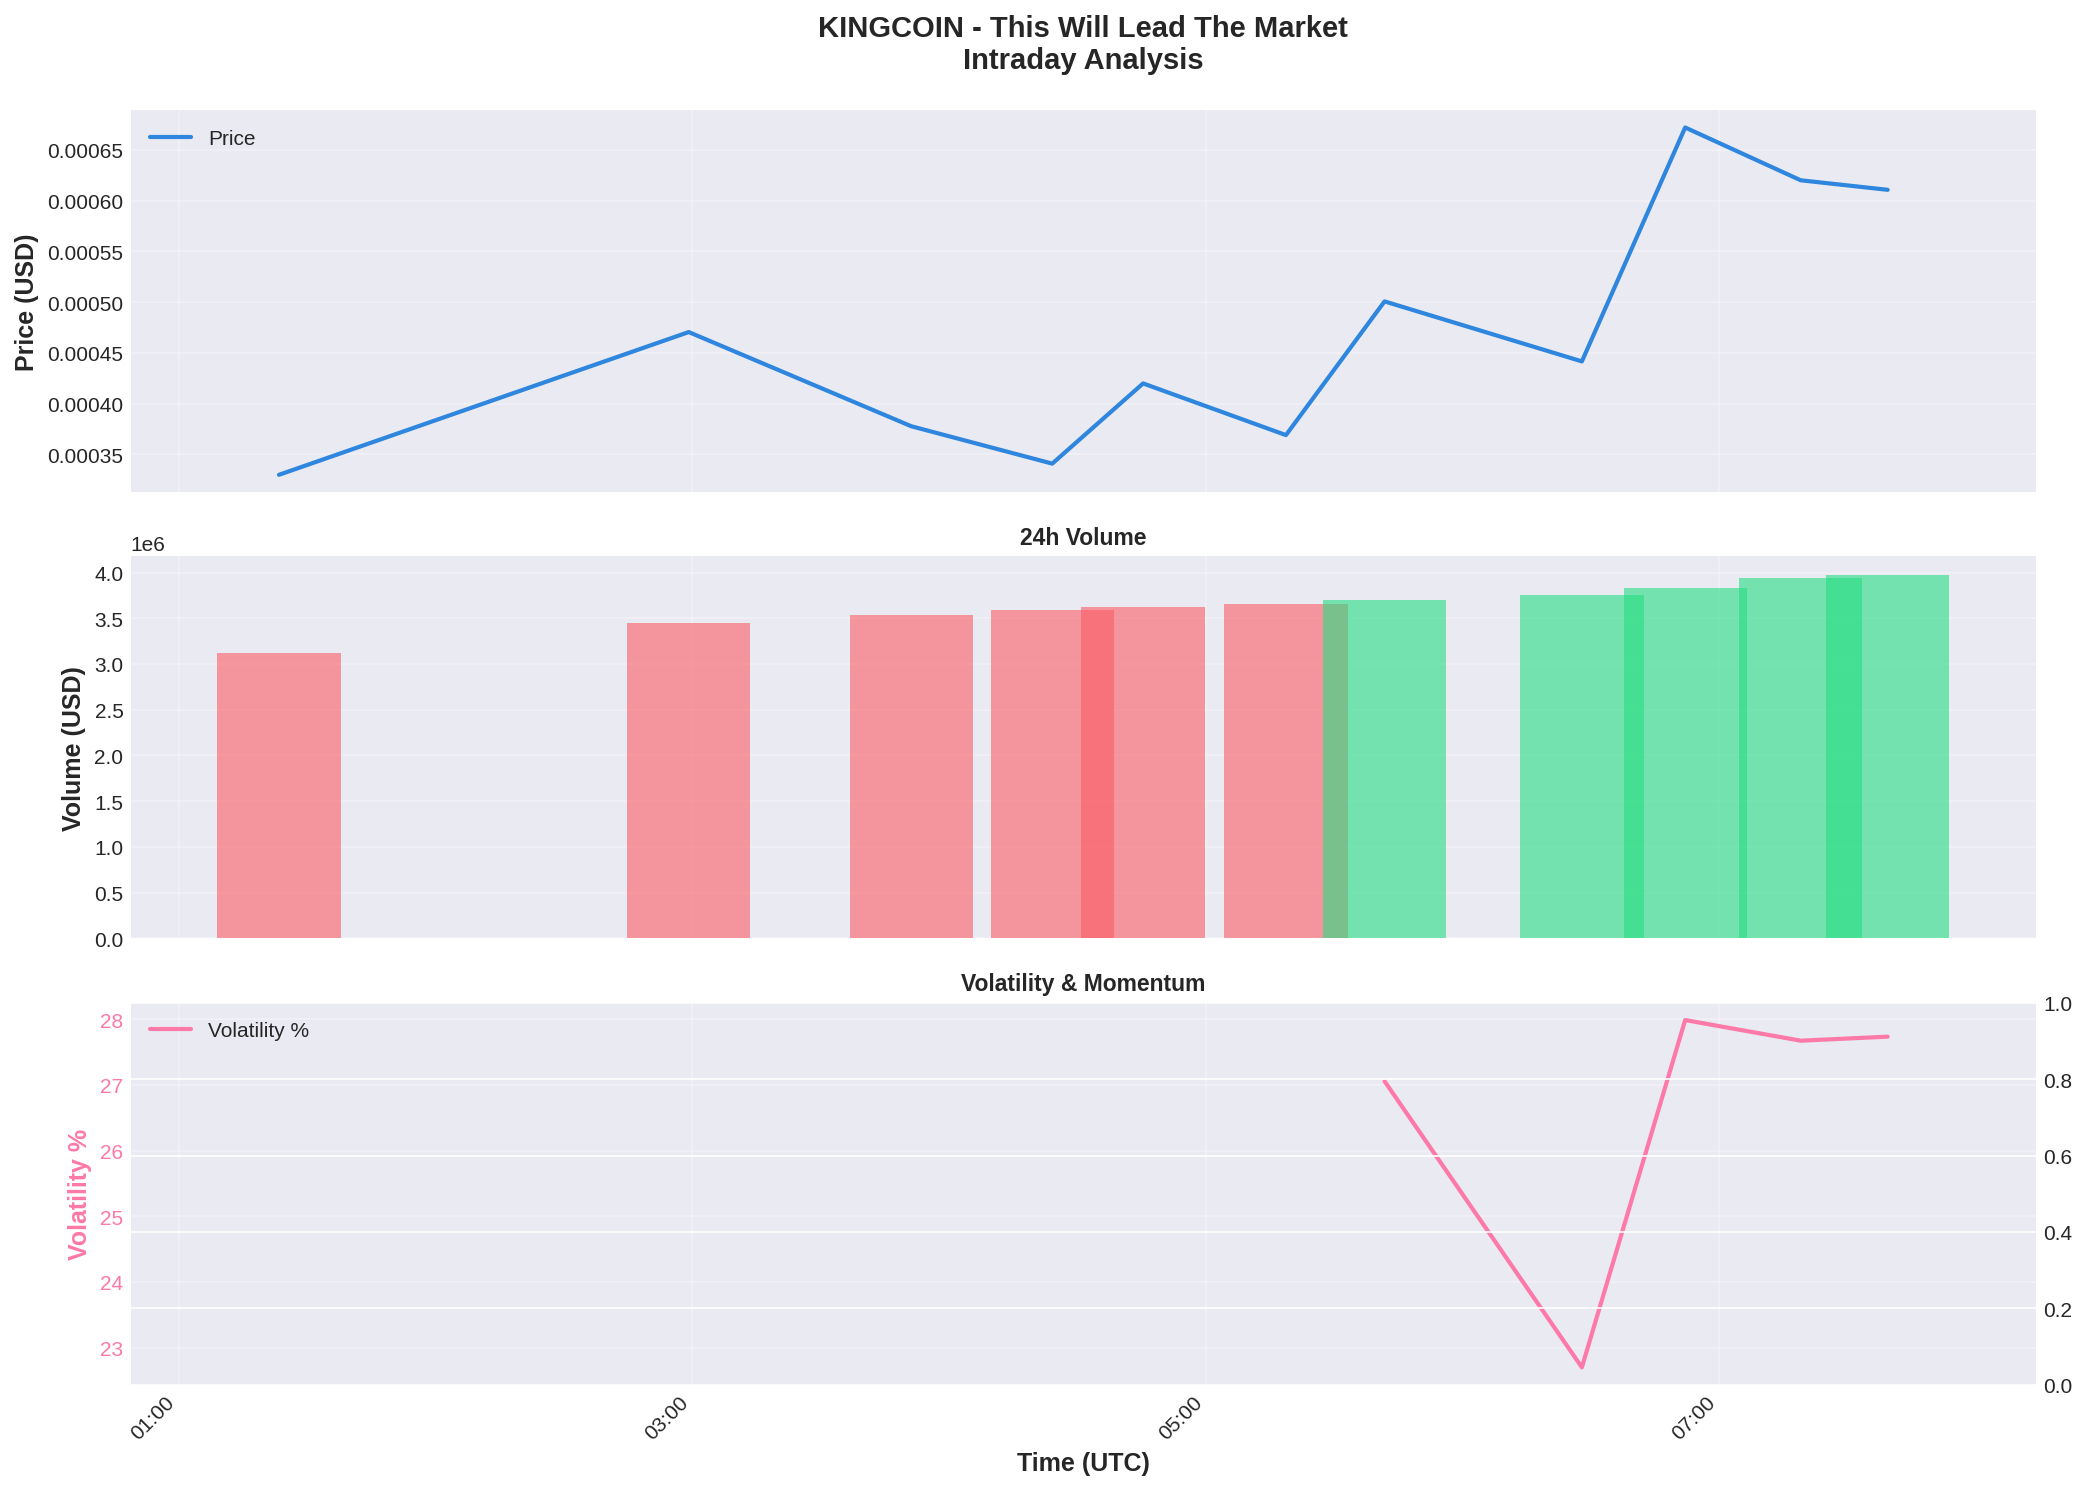 KINGCOIN - This Will Lead The Market
Intraday Analysis
Price
0.00065
0.00060
0.00055
0.00050
0.00045
0.00040
0.00035
Price (USD)
24h Volume
1e6
4.0
3.5
3.0
2.5
2.0
1.5
1.0
0.5
0.0
Volume (USD)
Volatility & Momentum
Volatility %
28
27
26
25
24
23
Volatility %
1.0
0.8
0.6
0.4
0.2
0.0
01:00
03:00
05:00
07:00
Time (UTC)